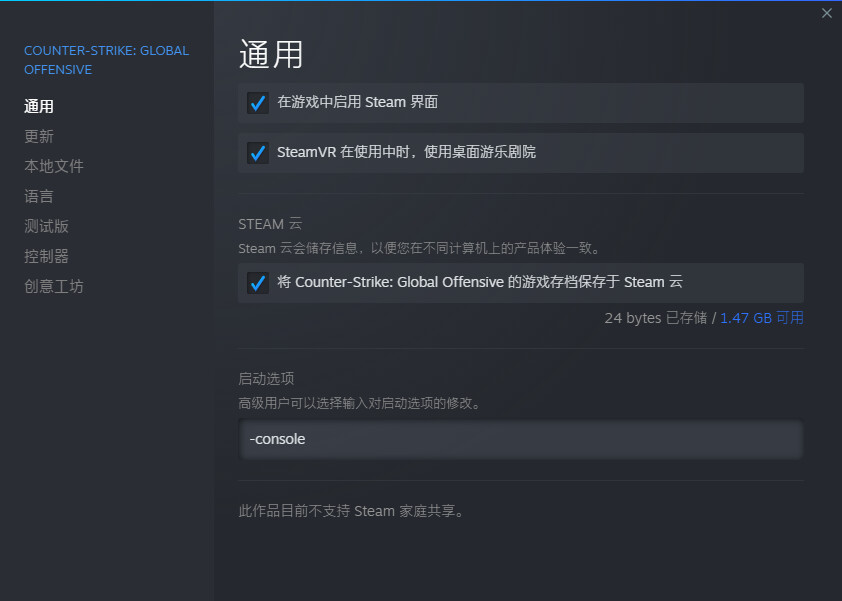 COUNTER-STRIKE: GLOBAL
OFFENSIVE
通用
更新
本地文件
语言
测试版
控制器
创意工坊
通用
在游戏中启用 Steam 界面
SteamVR 在使用中时，使用桌面游乐剧院
STEAM 云
Steam 云会储存信息，以便您在不同计算机上的产品体验一致。
将 Counter-Strike: Global Offensive 的游戏存档保存于 Steam 云
24 bytes 已存储 / 1.47 GB 可用
启动选项
高级用户可以选择输入对启动选项的修改。
-console
此作品目前不支持 Steam 家庭共享。